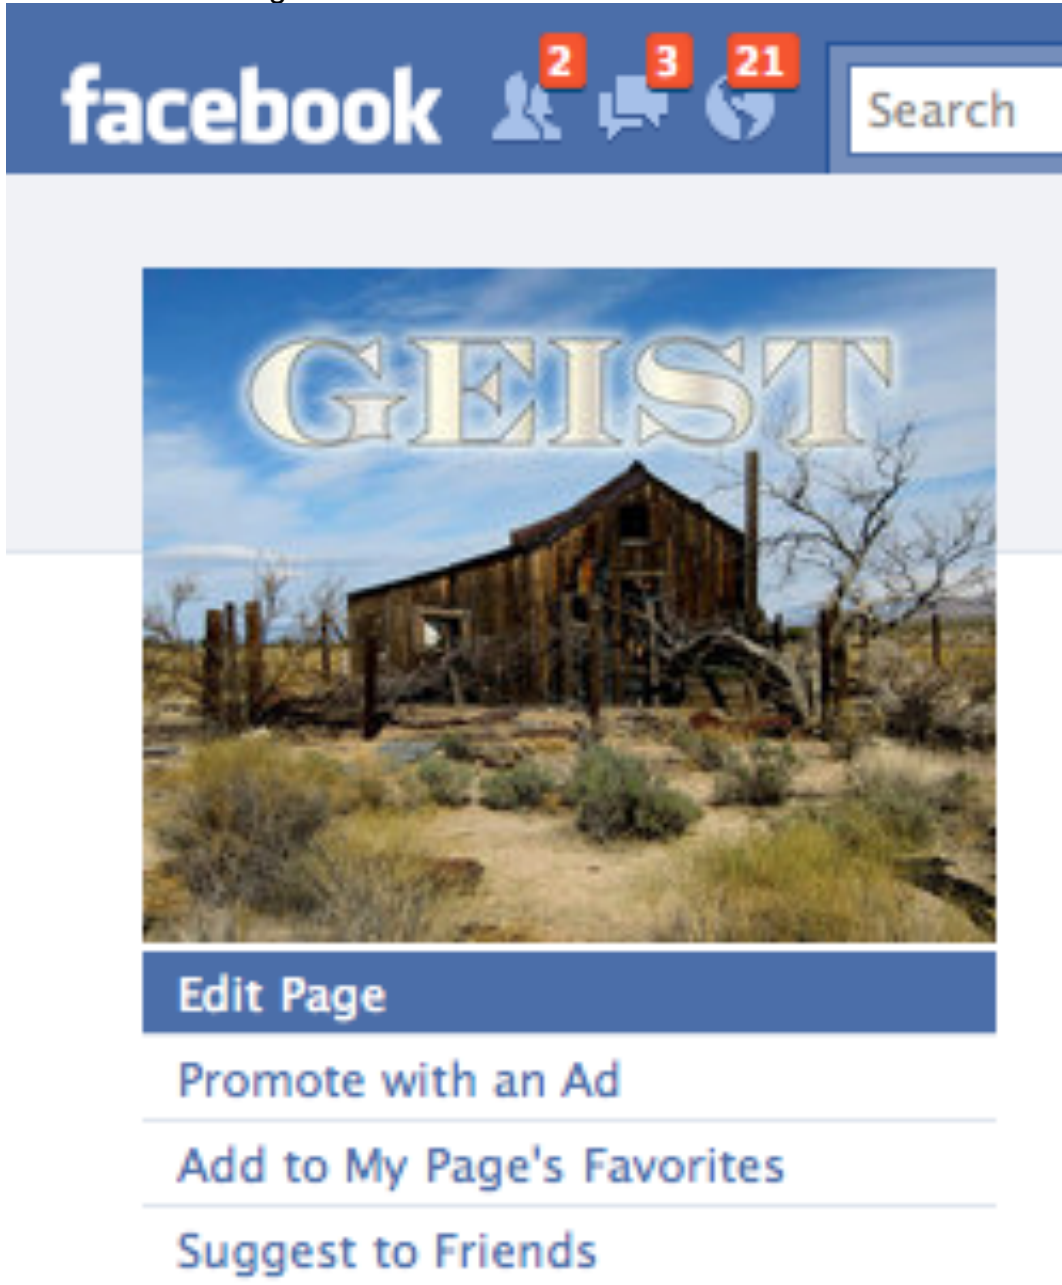 facebook 2 3 21 Search
GEIST
Edit Page
Promote with an Ad
Add to My Page's Favorites
Suggest to Friends